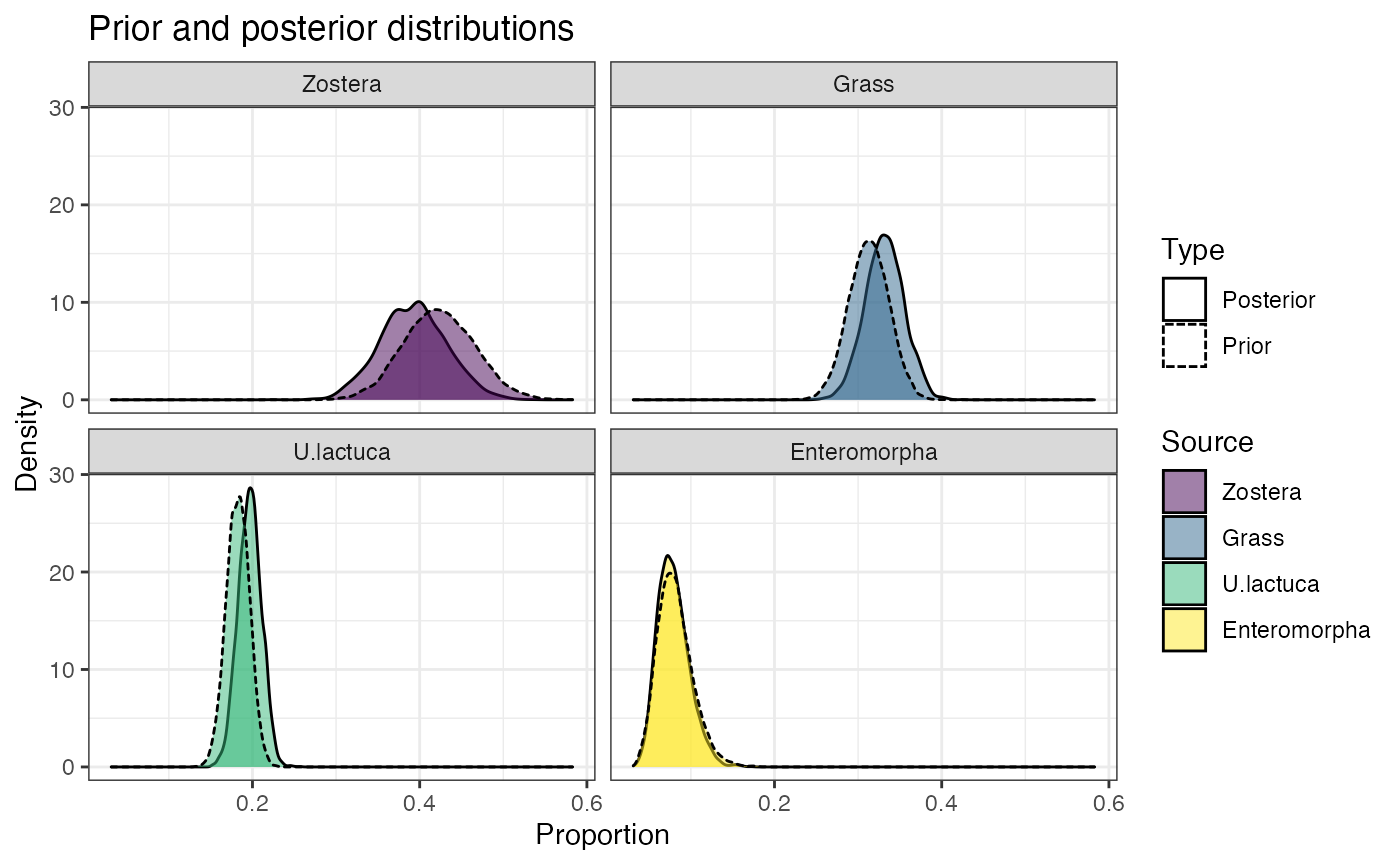 Prior and posterior distributions
Zostera
Grass
30
20
10
0
U.lactuca
Enteromorpha
30
20
10
0
0.2
0.4
0.6
0.2
0.4
0.6
Proportion
Density
Type
Posterior
Prior
Source
Zostera
Grass
U.lactuca
Enteromorpha